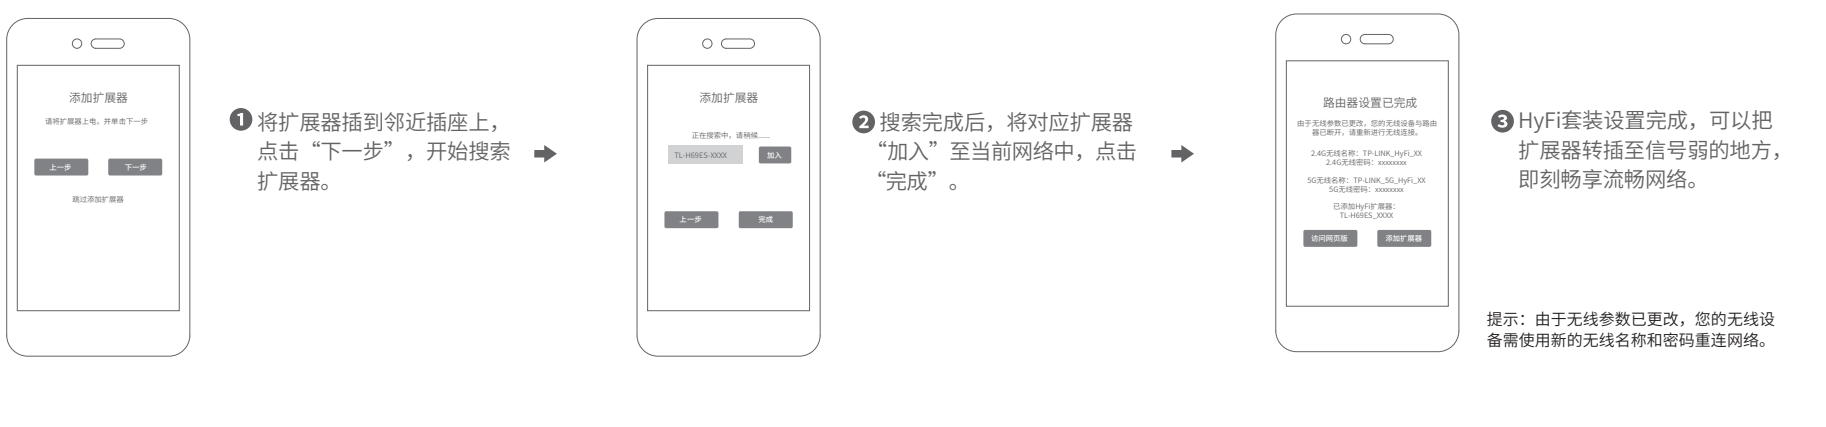 添加扩展器
请将扩展器上电，并单击下一步
上一步
下一步
跳过添加扩展器
❶将扩展器插到邻近插座上，
点击“下一步”，开始搜索
扩展器。
添加扩展器
正在搜索中，请稍候......
TL-H69ES-XXXX
加入
上一步
完成
❷搜索完成后，将对应扩展器
“加入”至当前网络中，点击
“完成”。
路由器设置已完成
由于无线参数已更改，您的无线设备与路由
器已断开，请重新进行无线连接。
2.4G无线名称：TP-LINK_HyFi_XX
2.4G无线密码：xxxxxxxx
5G无线名称：TP-LINK_5G_HyFi_XX
5G无线密码：xxxxxxxx
已添加HyFi扩展器：
TL-H69ES_XXXX
访问网页版
添加扩展器
❸HyFi套装设置完成，可以把
扩展器转插至信号弱的地方，
即刻畅享流畅网络。
提示：由于无线参数已更改，您的无线设
备需使用新的无线名称和密码重连网络。